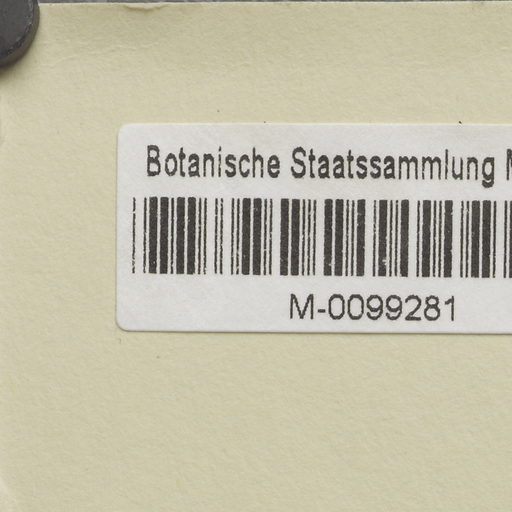 Botanische Staatssammlung
M-0099281